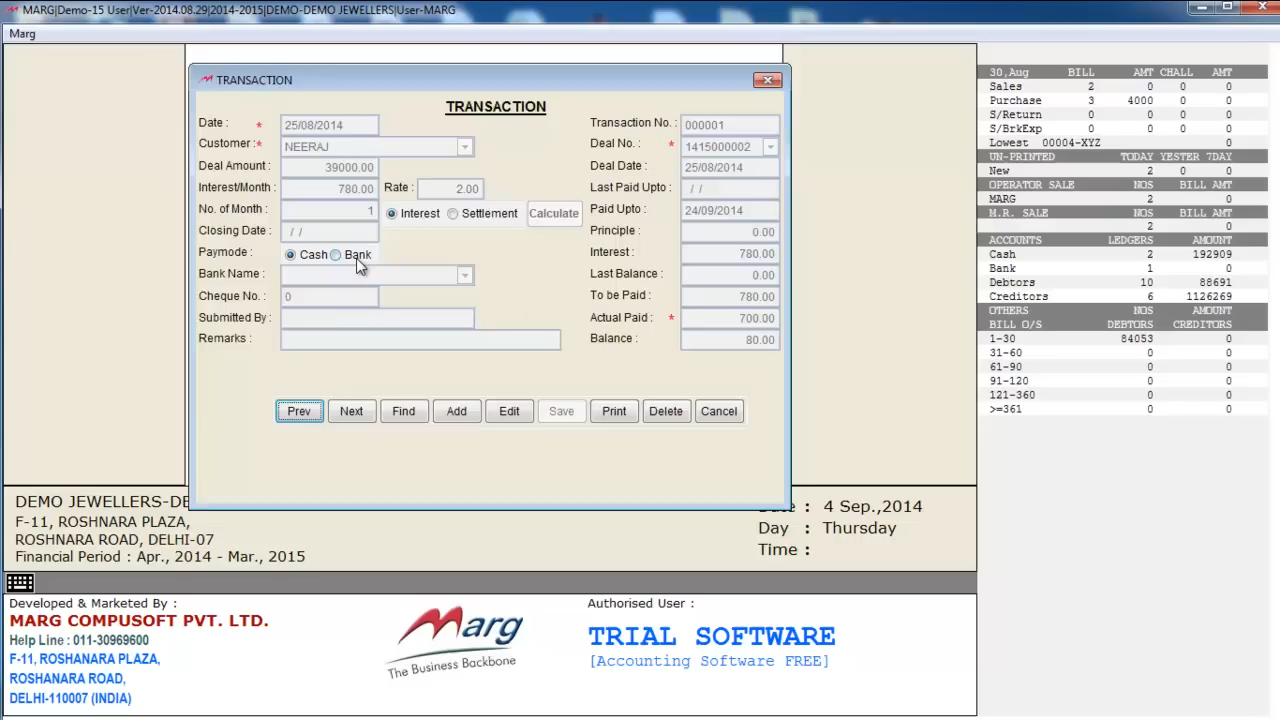 MARG|Demo-15 User|Ver-2014.08.29|2014-2015|DEMO-DEMO JEWELLERS|User-MARG
Marg
TRANSACTION
TRANSACTION
Date : * 25/08/2014 Transaction No. : 000001
Customer : * NEERAJ Deal No. : * 1415000002
Deal Amount : 39000.00 Deal Date : 25/08/2014
Interest/Month : 780.00 Rate : 2.00 Last Paid Upto : / /
No. of Month : 1 Interest Settlement Calculate Paid Upto : 24/09/2014
Closing Date : / / Principle : 0.00
Paymode : Cash Bank Interest : 780.00
Bank Name : Last Balance : 0.00
Cheque No. : 0 To be Paid : 780.00
Submitted By : Actual Paid : * 700.00
Remarks : Balance : 80.00
Prev Next Find Add Edit Save Print Delete Cancel
30,Aug BILL AMT CHALL AMT
Sales 2 0 0 0
Purchase 3 4000 0 0
S/Return 0 0 0
S/BrkExp 0 0 0
Lowest 00004-XYZ
UN-PRINTED TODAY YESTER 7DAY
New 2 0 0
OPERATOR SALE NOS BILL AMT
MARG 2 0
M.R. SALE NOS BILL AMT
2 0
ACCOUNTS LEDGERS AMOUNT
Cash 2 192909
Bank 1 0
Debtors 10 88691
Creditors 6 1126269
OTHERS NOS AMOUNT
BILL O/S DEBTORS CREDITORS
1-30 84053 0
31-60 0 0
61-90 0 0
91-120 0 0
121-360 0 0
>=361 0 0
DEMO JEWELLERS-DE
F-11, ROSHNARA PLAZA,
ROSHNARA ROAD, DELHI-07
Financial Period : Apr., 2014 - Mar., 2015
Date : 4 Sep.,2014
Day : Thursday
Time :
Developed & Marketed By :
MARG COMPUSOFT PVT. LTD.
Help Line : 011-30969600
F-11, ROSHANARA PLAZA,
ROSHANARA ROAD,
DELHI-110007 (INDIA)
Marg
The Business Backbone
Authorised User :
TRIAL SOFTWARE
[Accounting Software FREE]